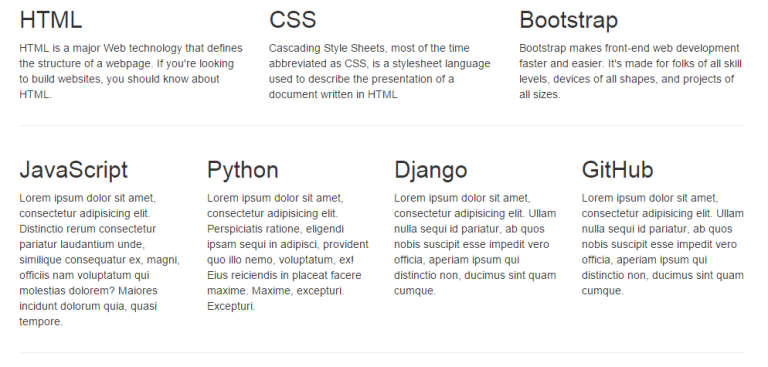 HTML
HTML is a major Web technology that defines
the structure of a webpage. If you're looking
to build websites, you should know about
HTML.
CSS
Cascading Style Sheets, most of the time
abbreviated as CSS, is a stylesheet language
used to describe the presentation of a
document written in HTML
Bootstrap
Bootstrap makes front-end web development
faster and easier. It's made for folks of all skill
levels, devices of all shapes, and projects of
all sizes.
JavaScript
Lorem ipsum dolor sit amet,
consectetur adipisicing elit.
Distinctio rerum consectetur
pariatur laudantium unde,
similique consequatur ex, magni,
officiis nam voluptatum qui
molestias dolorem? Maiores
incidunt dolorum quia, quasi
tempore.
Python
Lorem ipsum dolor sit amet,
consectetur adipisicing elit.
Perspiciatis ratione, eligendi
ipsam sequi in adipisci, provident
quo illo nemo, voluptatum, ex!
Eius reiciendis in placeat facere
maxime. Maxime, excepturi.
Excepturi.
Django
Lorem ipsum dolor sit amet,
consectetur adipisicing elit. Ullam
nulla sequi id pariatur, ab quos
nobis suscipit esse impedit vero
officia, aperiam ipsum qui
distinctio non, ducimus sint quam
cumque.
GitHub
Lorem ipsum dolor sit amet,
consectetur adipisicing elit. Ullam
nulla sequi id pariatur, ab quos
nobis suscipit esse impedit vero
officia, aperiam ipsum qui
distinctio non, ducimus sint quam
cumque.